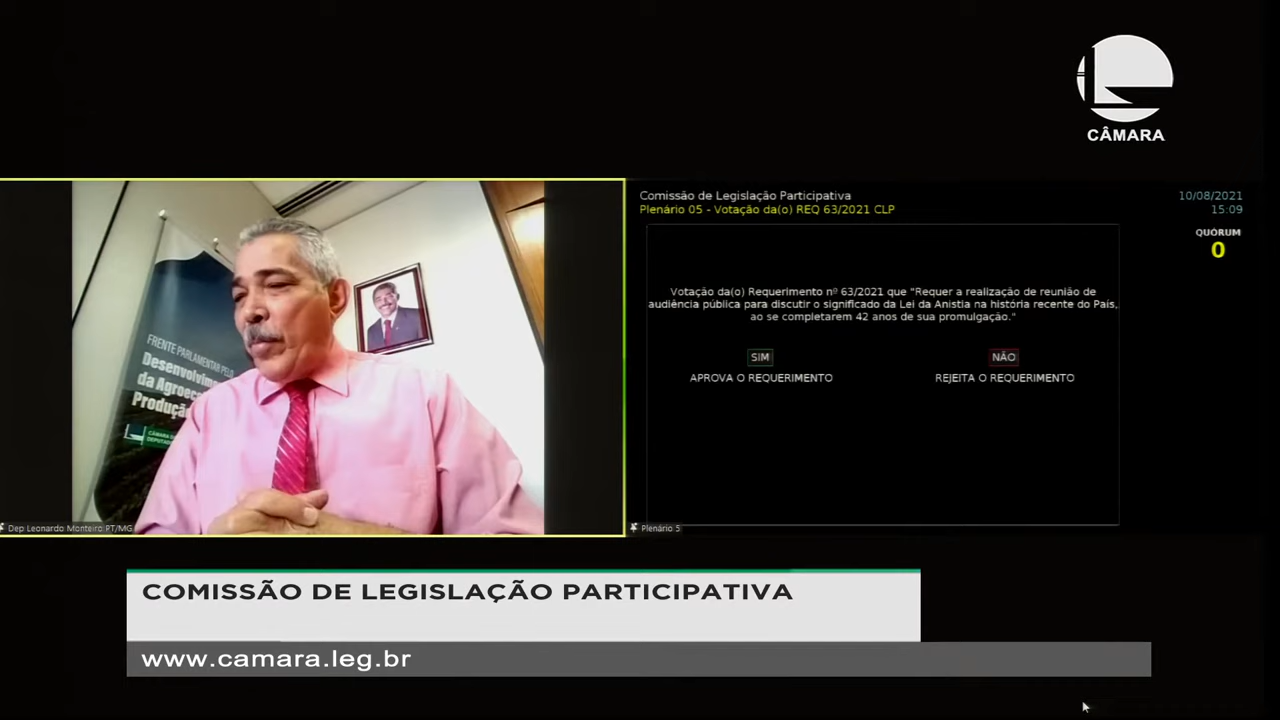 CÂMARA
Comissão de Legislação Participativa
Plenário 05 - Votação da(o) REQ 63/2021 CLP
10/08/2021
15:09
QUÓRUM
0
Votação da(o) Requerimento nº 63/2021 que "Requer a realização de reunião de
audiência pública para discutir o significado da Lei da Anistia na história recente do País,
ao se completarem 42 anos de sua promulgação."
SIM
NÃO
APROVA O REQUERIMENTO
REJEITA O REQUERIMENTO
FRENTE PARLAMENTAR PELO
Desenvolvim
da Agroec
Produçã
CÂMARA D
DEPUTAD
Dep Leonardo Monteiro PT/MG
Plenário 5
COMISSÃO DE LEGISLAÇÃO PARTICIPATIVA
www.camara.leg.br